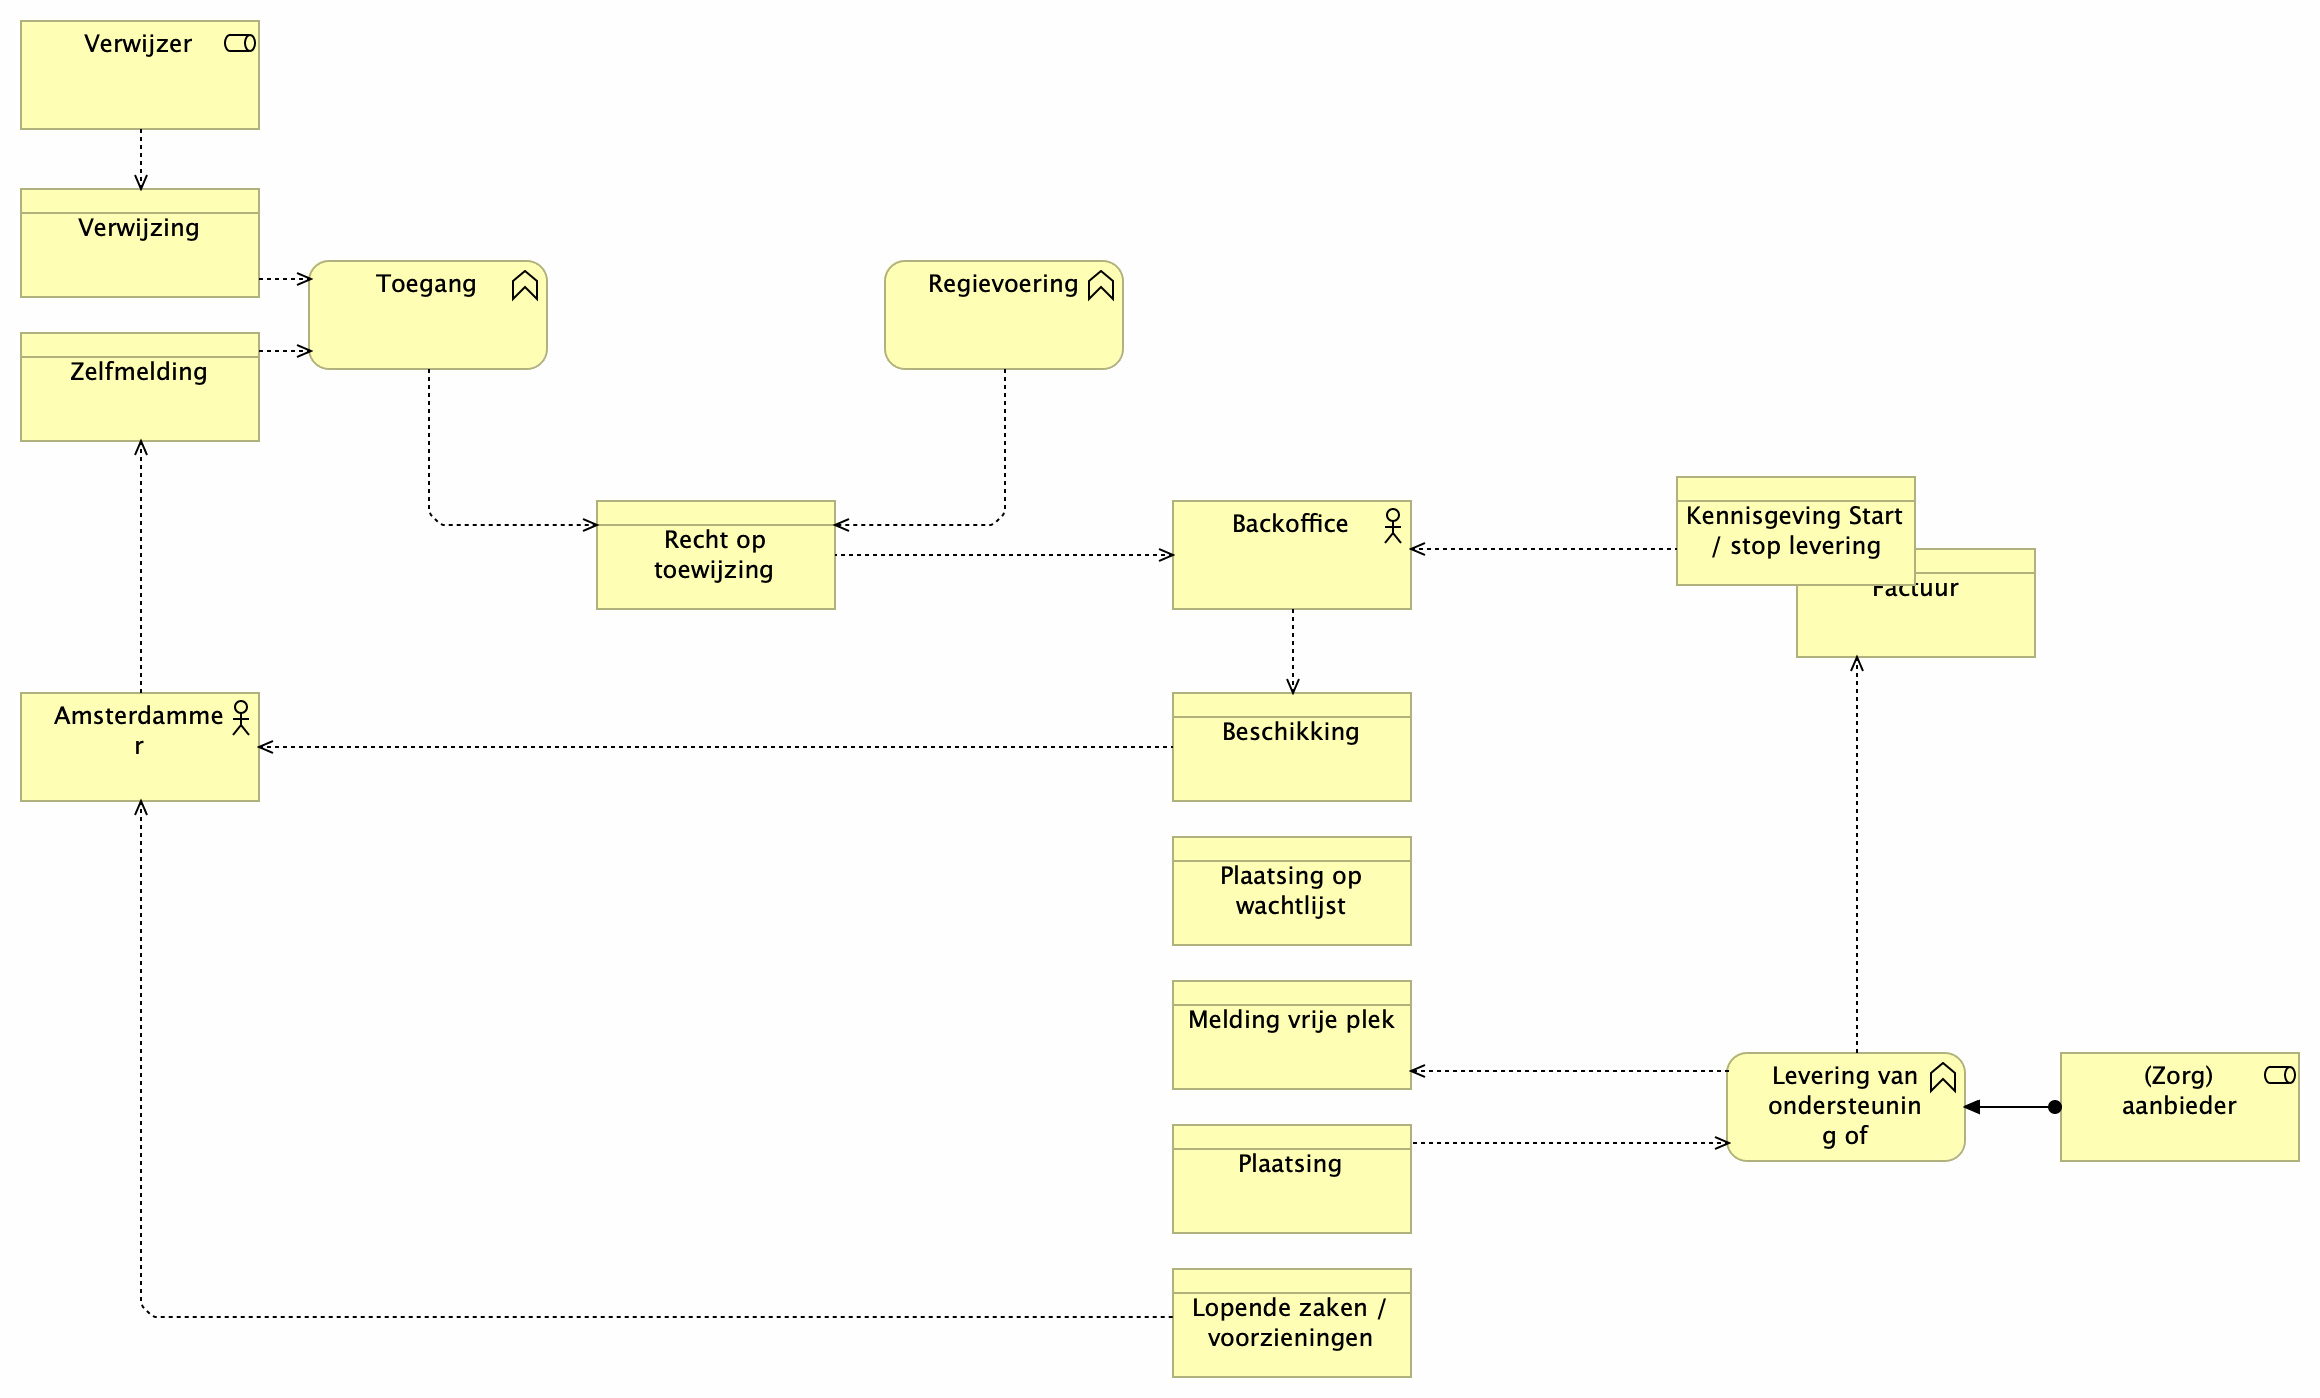 Verwijzer
Verwijzing
Toegang
Regievoering
Zelfmelding
Recht op
toewijzing
Backoffice
Kennisgeving Start
/ stop levering
Factuur
Amsterdamme
r
Beschikking
Plaatsing op
wachtlijst
Melding vrije plek
Levering van
ondersteunin
g of
(Zorg)
aanbieder
Plaatsing
Lopende zaken /
voorzieningen